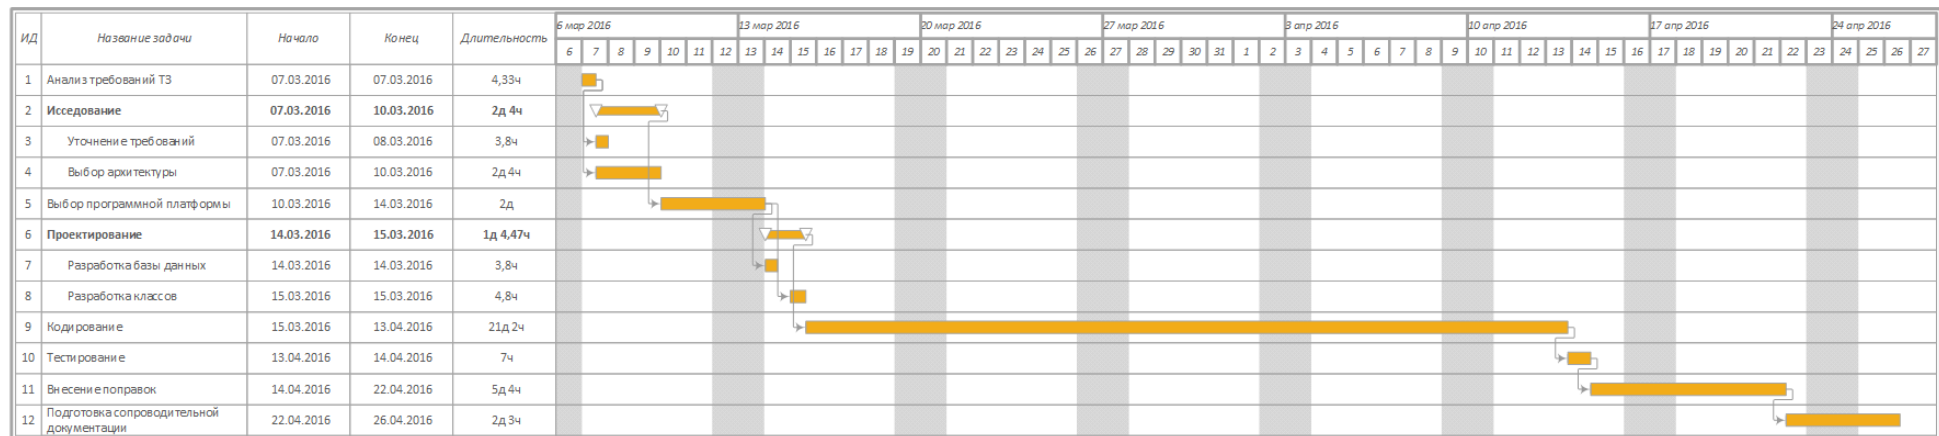 6 мар 2016 13 мар 2016 20 мар 2016 27 мар 2016 3 апр 2016 10 апр 2016 17 апр 2016 24 апр 2016
ИД Название задачи Начало Конец Длительность
6 7 8 9 10 11 12 13 14 15 16 17 18 19 20 21 22 23 24 25 26 27 28 29 30 31 1 2 3 4 5 6 7 8 9 10 11 12 13 14 15 16 17 18 19 20 21 22 23 24 25 26 27
1 Анализ требований ТЗ 07.03.2016 07.03.2016 4,33ч
2 Исседование 07.03.2016 10.03.2016 2д 4ч
3 Уточнение требований 07.03.2016 08.03.2016 3,8ч
4 Выбор архитектуры 07.03.2016 10.03.2016 2д 4ч
5 Выбор программной платформы 10.03.2016 14.03.2016 2д
6 Проектирование 14.03.2016 15.03.2016 1д 4,47ч
7 Разработка базы данных 14.03.2016 14.03.2016 3,8ч
8 Разработка классов 15.03.2016 15.03.2016 4,8ч
9 Кодирование 15.03.2016 13.04.2016 21д 2ч
10 Тестирование 13.04.2016 14.04.2016 7ч
11 Внесение поправок 14.04.2016 22.04.2016 5д 4ч
12 Подготовка сопроводительной
документации 22.04.2016 26.04.2016 2д 3ч